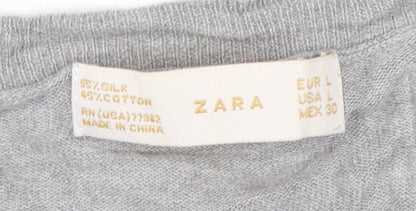 55% SILK
45% COTTON
RN (USA) 77302
MADE IN CHINA
ZARA
EUR L
USA L
MEX 30